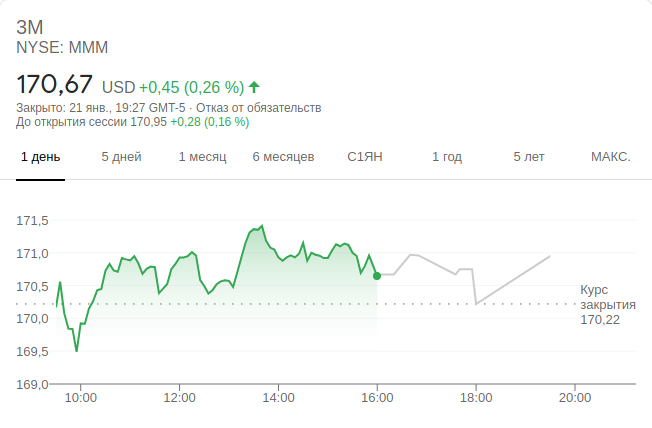 3M
NYSE: MMM
170,67 USD +0,45 (0,26 %)
Закрыто: 21 янв., 19:27 GMT-5 · Отказ от обязательств
До открытия сессии 170,95 +0,28 (0,16 %)
1 день 5 дней 1 месяц 6 месяцев С1ЯН 1 год 5 лет МАКС.
171,5
171,0
170,5
Курс
закрытия
170,22
170,0
169,5
169,0
10:00 12:00 14:00 16:00 18:00 20:00